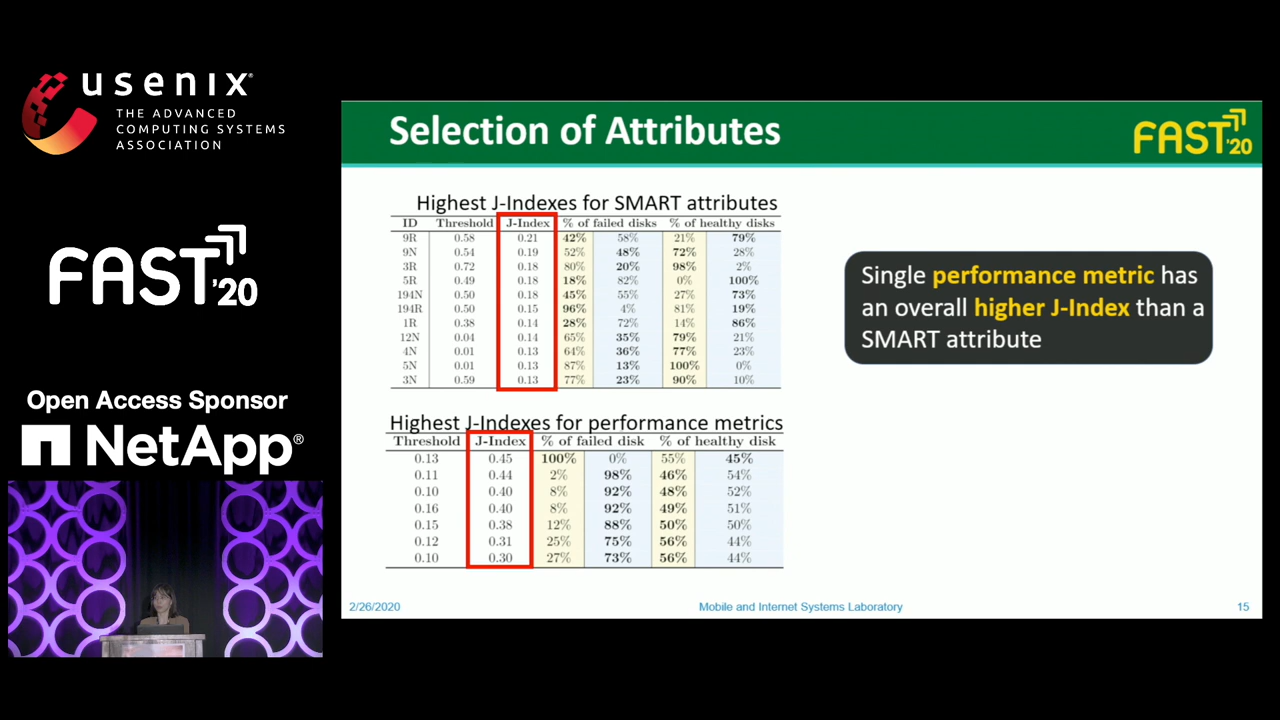 usenix®
THE ADVANCED
COMPUTING SYSTEMS
ASSOCIATION
FAST'20
Open Access Sponsor
NetApp®
Selection of Attributes
FAST'20
Highest J-Indexes for SMART attributes
ID Threshold J-Index % of failed disks % of healthy disks
9R 0.58 0.21 42% 58% 21% 79%
9N 0.54 0.19 52% 48% 72% 28%
3R 0.72 0.18 80% 20% 98% 2%
5R 0.49 0.18 18% 82% 0% 100%
194N 0.50 0.18 45% 55% 27% 73%
194R 0.50 0.15 96% 4% 81% 19%
1R 0.38 0.14 28% 72% 14% 86%
12N 0.04 0.14 65% 35% 79% 21%
4N 0.01 0.13 64% 36% 77% 23%
5N 0.01 0.13 87% 13% 100% 0%
3N 0.59 0.13 77% 23% 90% 10%
Highest J-Indexes for performance metrics
Threshold J-Index % of failed disk % of healthy disk
0.13 0.45 100% 0% 55% 45%
0.11 0.44 2% 98% 46% 54%
0.10 0.40 8% 92% 48% 52%
0.16 0.40 8% 92% 49% 51%
0.15 0.38 12% 88% 50% 50%
0.12 0.31 25% 75% 56% 44%
0.10 0.30 27% 73% 56% 44%
Single performance metric has
an overall higher J-Index than a
SMART attribute
2/26/2020 Mobile and Internet Systems Laboratory 15